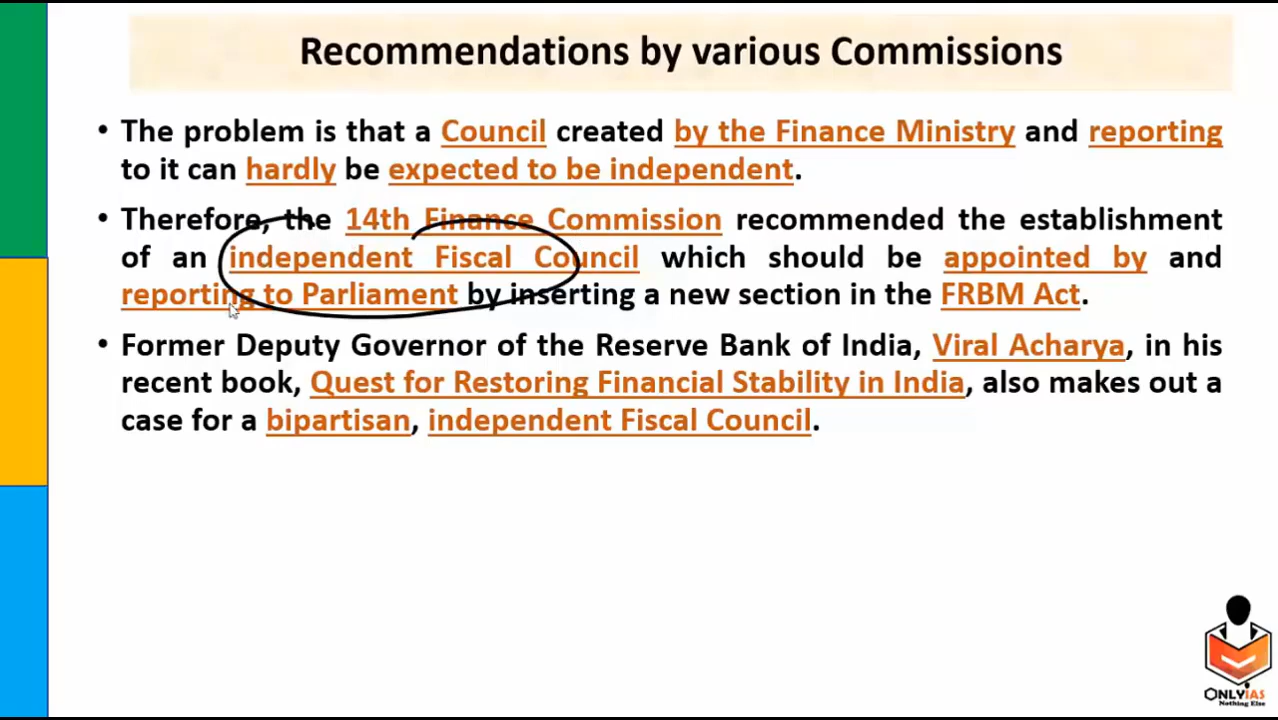 Recommendations by various Commissions
• The problem is that a Council created by the Finance Ministry and reporting
to it can hardly be expected to be independent.
• Therefore, the 14th Finance Commission recommended the establishment
of an independent Fiscal Council which should be appointed by and
reporting to Parliament by inserting a new section in the FRBM Act.
• Former Deputy Governor of the Reserve Bank of India, Viral Acharya, in his
recent book, Quest for Restoring Financial Stability in India, also makes out a
case for a bipartisan, independent Fiscal Council.
ONLYIAS
Nothing Else